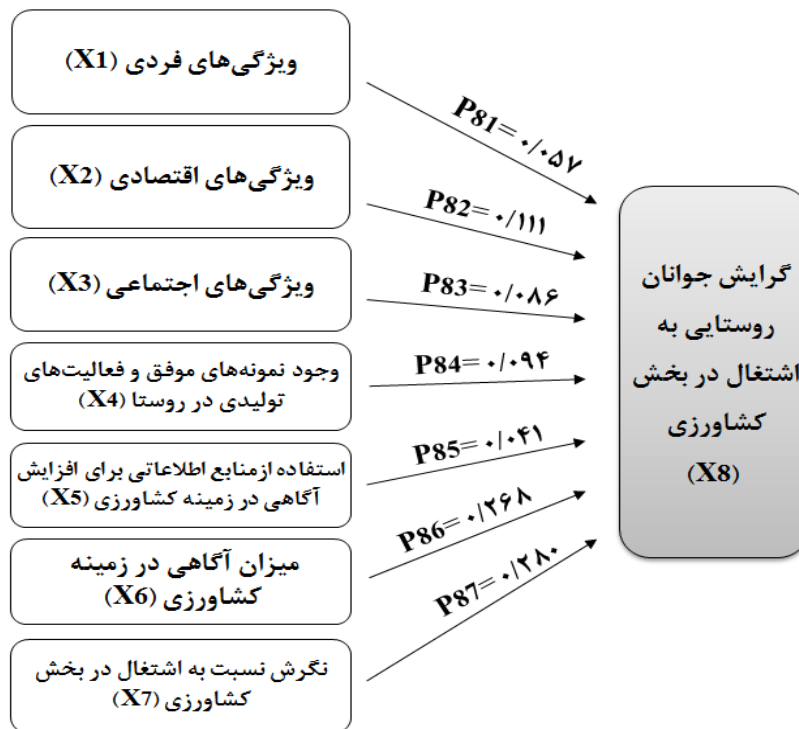 ویژگی‌های فردی (X1)
ویژگی‌های اقتصادی (X2)
ویژگی‌های اجتماعی (X3)
وجود نمونه‌های موفق و فعالیت‌های
تولیدی در روستا (X4)
استفاده ازمنابع اطلاعاتی برای افزایش
آگاهی در زمینه کشاورزی (X5)
میزان آگاهی در زمینه
کشاورزی (X6)
نگرش نسبت به اشتغال در بخش
کشاورزی (X7)
P81=۰/۰۵۷
P82=۰/۱۱۱
P83=۰/۰۸۶
P84=۰/۰۹۴
P85=۰/۰۴۱
P86=۰/۲۶۸
P87=۰/۲۸۰
گرایش جوانان
روستایی به
اشتغال در بخش
کشاورزی
(X8)